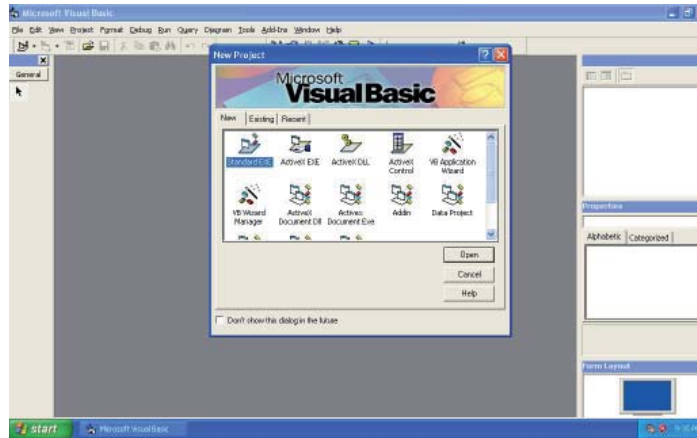 Microsoft Visual Basic
File Edit View Project Format Debug Run Query Diagram Tools Add-Ins Window Help
General
New Project
Microsoft
Visual Basic
New Existing Recent
Standard EXE ActiveX EXE ActiveX DLL ActiveX Control VB Application Wizard
VB Wizard Manager ActiveX Document Dll Activex Document Exe Addin Data Project
Open
Cancel
Help
Don't show this dialog in the future
Properties
Alphabetic Categorized
Form Layout
start Microsoft Visual Basic